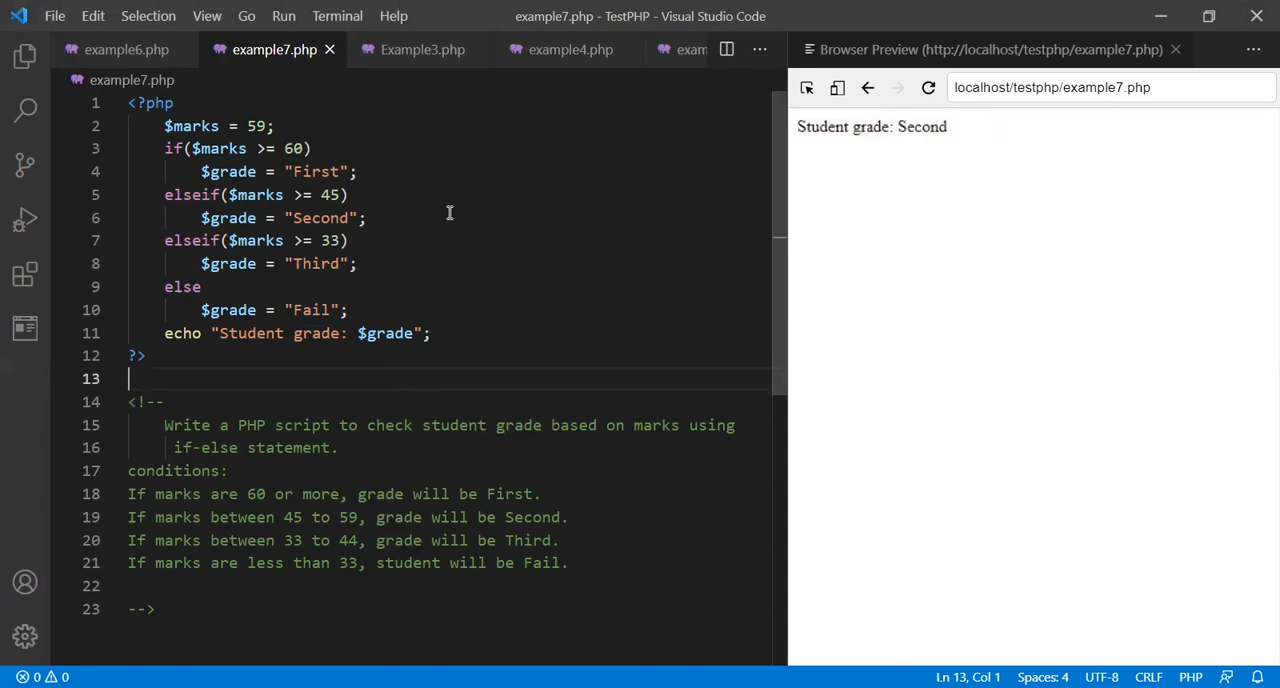 File Edit Selection View Go Run Terminal Help example7.php - TestPHP - Visual Studio Code
example6.php example7.php Example3.php example4.php exam
Browser Preview (http://localhost/testphp/example7.php)
example7.php
localhost/testphp/example7.php
1 <?php
2 $marks = 59;
3 if($marks >= 60)
4 $grade = "First";
5 elseif($marks >= 45)
6 $grade = "Second";
7 elseif($marks >= 33)
8 $grade = "Third";
9 else
10 $grade = "Fail";
11 echo "Student grade: $grade";
12 ?>
13
14 <!--
15 Write a PHP script to check student grade based on marks using
16 if-else statement.
17 conditions:
18 If marks are 60 or more, grade will be First.
19 If marks between 45 to 59, grade will be Second.
20 If marks between 33 to 44, grade will be Third.
21 If marks are less than 33, student will be Fail.
22
23 -->
Student grade: Second
0 0 Ln 13, Col 1 Spaces: 4 UTF-8 CRLF PHP